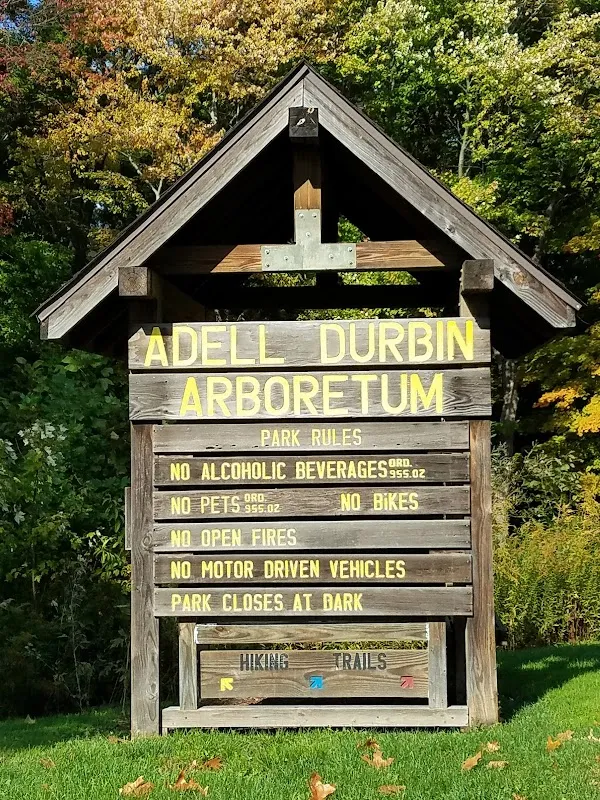 ADELL DURBIN
ARBORETUM
PARK RULES
NO ALCOHOLIC BEVERAGES ORD. 955.02
NO PETS ORD. 955.02 NO BIKES
NO OPEN FIRES
NO MOTOR DRIVEN VEHICLES
PARK CLOSES AT DARK
HIKING TRAILS